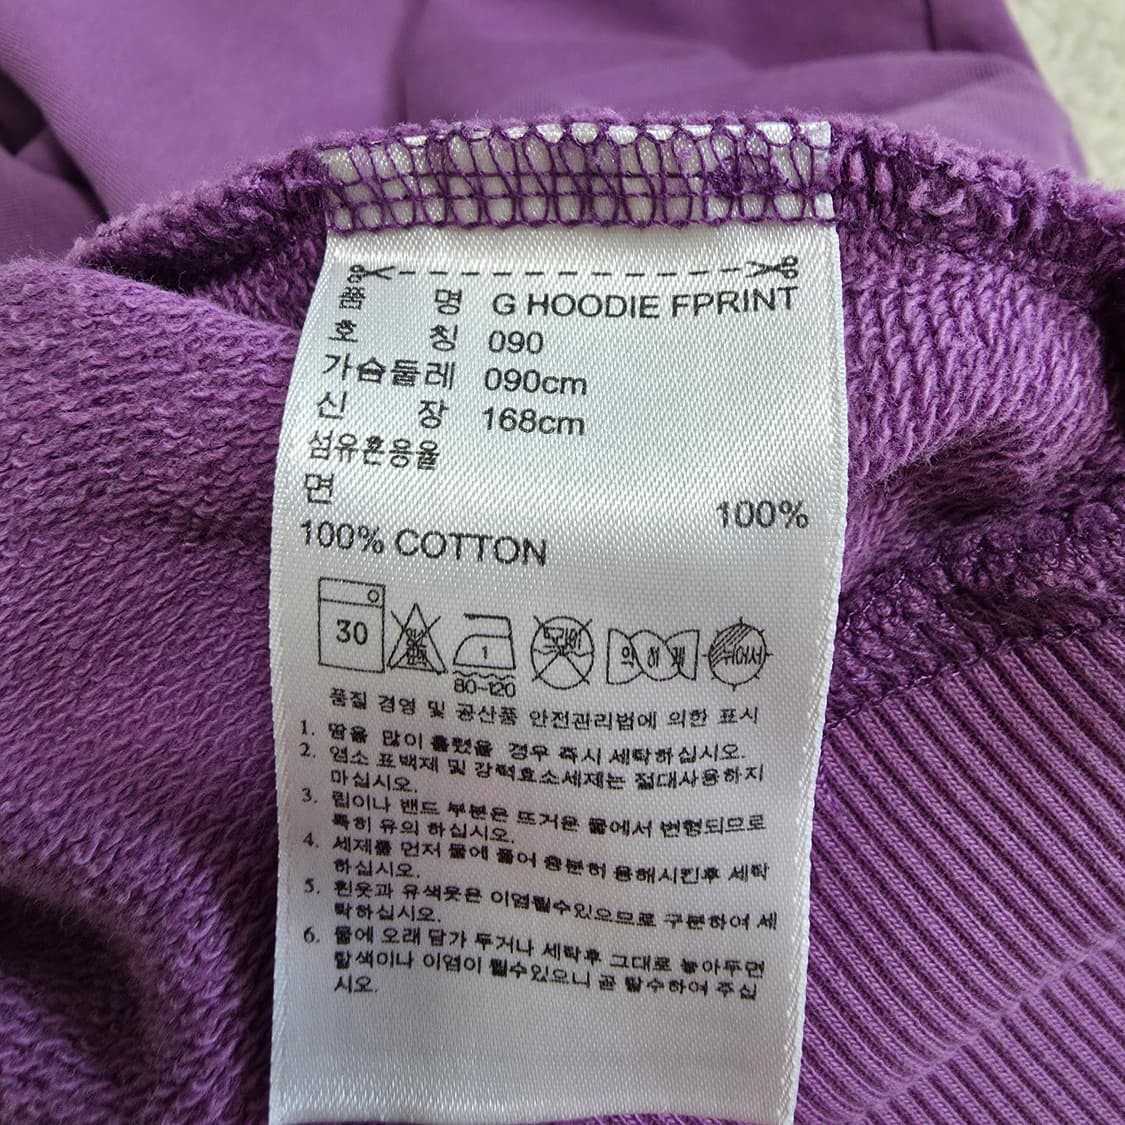 품 명 G HOODIE FPRINT
호 칭 090
가슴둘레 090cm
신 장 168cm
섬유혼용율
면 100%
100% COTTON
30 1 약하게 뉘어서
80-120
품질 경영 및 공산품 안전관리법에 의한 표시
1. 땀을 많이 흘렸을 경우 즉시 세탁하십시오.
2. 염소 표백제 및 강력효소세제는 절대사용하지
마십시오.
3. 립이나 밴드 부분은 뜨거운 물에서 변형되므로
특히 유의 하십시오.
4. 세제를 먼저 물에 풀어 충분히 용해시킨후 세탁
하십시오.
5. 흰옷과 유색옷은 이염될수있으므로 구분하여 세
탁하십시오.
6. 물에 오래 담가 두거나 세탁후 그대로 놓아두면
탈색이나 이염이 될수있으니 곧 탈수하여 주십
시오.